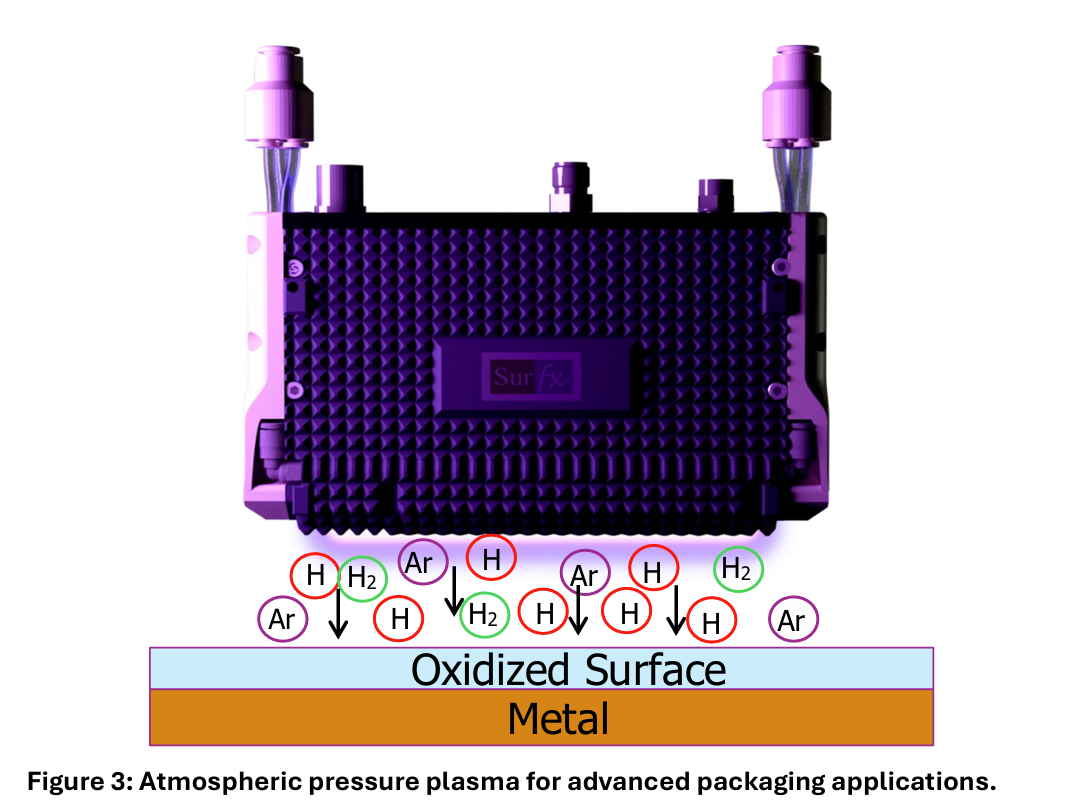 Surfx
H H2 Ar H Ar H H2
Ar H H2 H H H Ar
Oxidized Surface
Metal
Figure 3: Atmospheric pressure plasma for advanced packaging applications.